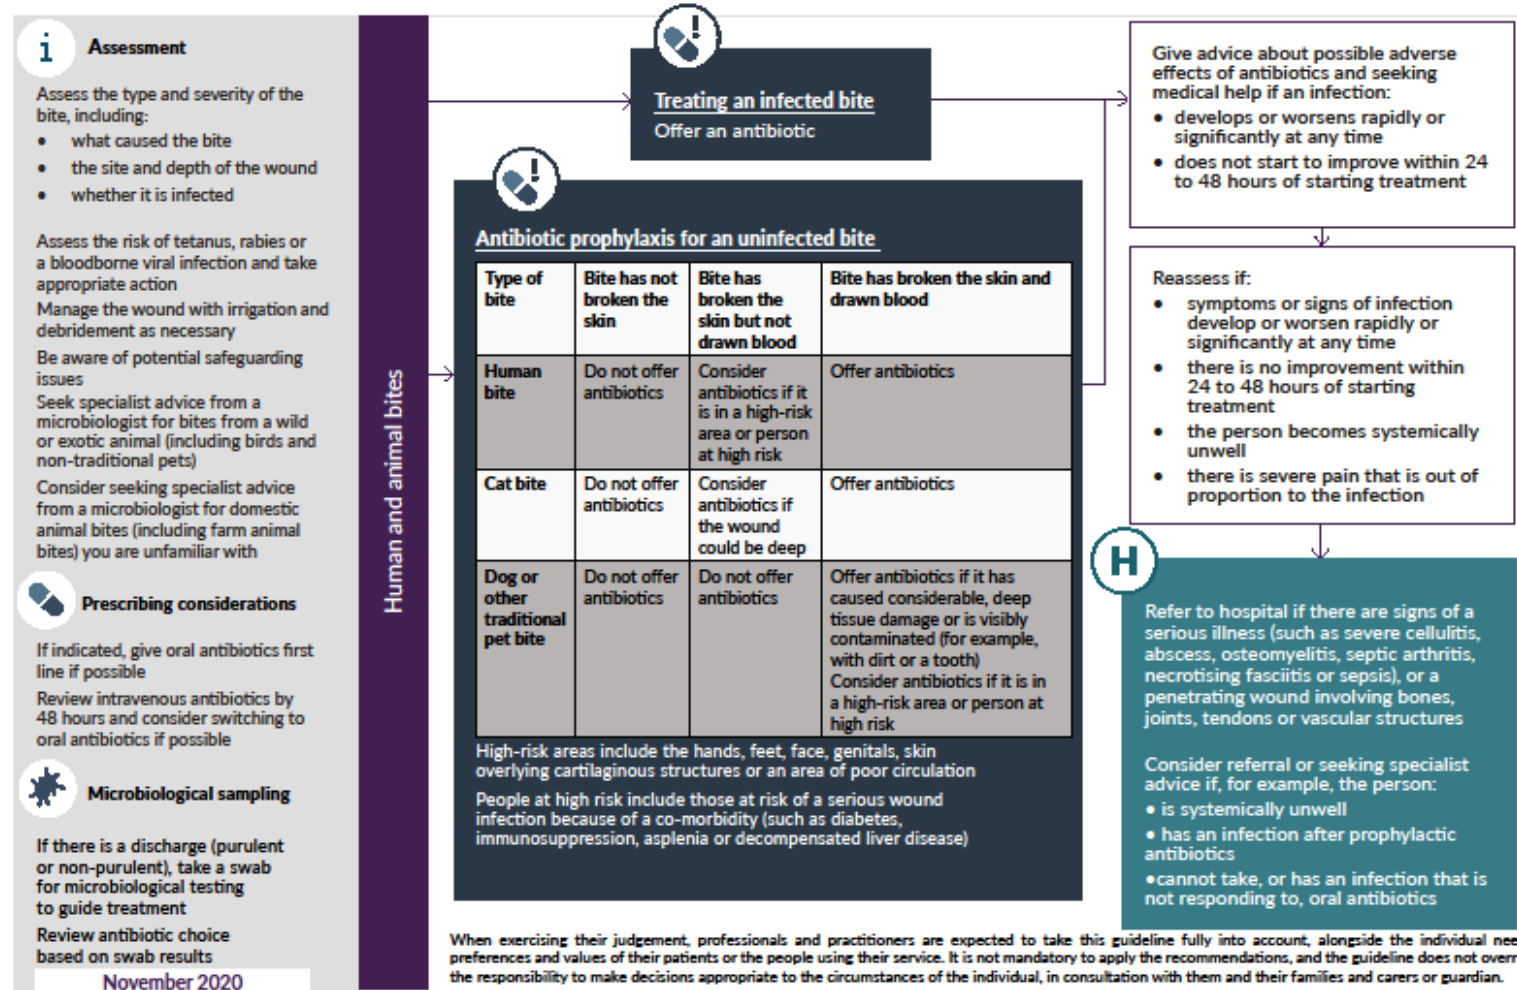 Assessment
Assess the type and severity of the
bite, including:
• what caused the bite
• the site and depth of the wound
• whether it is infected
Assess the risk of tetanus, rabies or
a bloodborne viral infection and take
appropriate action
Manage the wound with irrigation and
debridement as necessary
Be aware of potential safeguarding
issues
Seek specialist advice from a
microbiologist for bites from a wild
or exotic animal (including birds and
non-traditional pets)
Consider seeking specialist advice
from a microbiologist for domestic
animal bites (including farm animal
bites) you are unfamiliar with
Prescribing considerations
If indicated, give oral antibiotics first
line if possible
Review intravenous antibiotics by
48 hours and consider switching to
oral antibiotics if possible
Microbiological sampling
If there is a discharge (purulent
or non-purulent), take a swab
for microbiological testing
to guide treatment
Review antibiotic choice
based on swab results
November 2020
Human and animal bites
Treating an infected bite
Offer an antibiotic
Antibiotic prophylaxis for an uninfected bite
Type of
bite
Bite has not
broken the
skin
Bite has
broken the
skin but not
drawn blood
Bite has broken the skin and
drawn blood
Human
bite
Do not offer
antibiotics
Consider
antibiotics if it
is in a high-risk
area or person
at high risk
Offer antibiotics
Cat bite
Do not offer
antibiotics
Consider
antibiotics if
the wound
could be deep
Offer antibiotics
Dog or
other
traditional
pet bite
Do not offer
antibiotics
Do not offer
antibiotics
Offer antibiotics if it has
caused considerable, deep
tissue damage or is visibly
contaminated (for example,
with dirt or a tooth)
Consider antibiotics if it is in
a high-risk area or person at
high risk
High-risk areas include the hands, feet, face, genitals, skin
overlying cartilaginous structures or an area of poor circulation
People at high risk include those at risk of a serious wound
infection because of a co-morbidity (such as diabetes,
immunosuppression, asplenia or decompensated liver disease)
Give advice about possible adverse
effects of antibiotics and seeking
medical help if an infection:
• develops or worsens rapidly or
significantly at any time
• does not start to improve within 24
to 48 hours of starting treatment
Reassess if:
• symptoms or signs of infection
develop or worsen rapidly or
significantly at any time
• there is no improvement within
24 to 48 hours of starting
treatment
• the person becomes systemically
unwell
• there is severe pain that is out of
proportion to the infection
H
Refer to hospital if there are signs of a
serious illness (such as severe cellulitis,
abscess, osteomyelitis, septic arthritis,
necrotising fasciitis or sepsis), or a
penetrating wound involving bones,
joints, tendons or vascular structures
Consider referral or seeking specialist
advice if, for example, the person:
• is systemically unwell
• has an infection after prophylactic
antibiotics
•cannot take, or has an infection that is
not responding to, oral antibiotics
When exercising their judgement, professionals and practitioners are expected to take this guideline fully into account, alongside the individual
preferences and values of their patients or the people using their service. It is not mandatory to apply the recommendations, and the guideline does not
the responsibility to make decisions appropriate to the circumstances of the individual, in consultation with them and their families and carers or guardian.